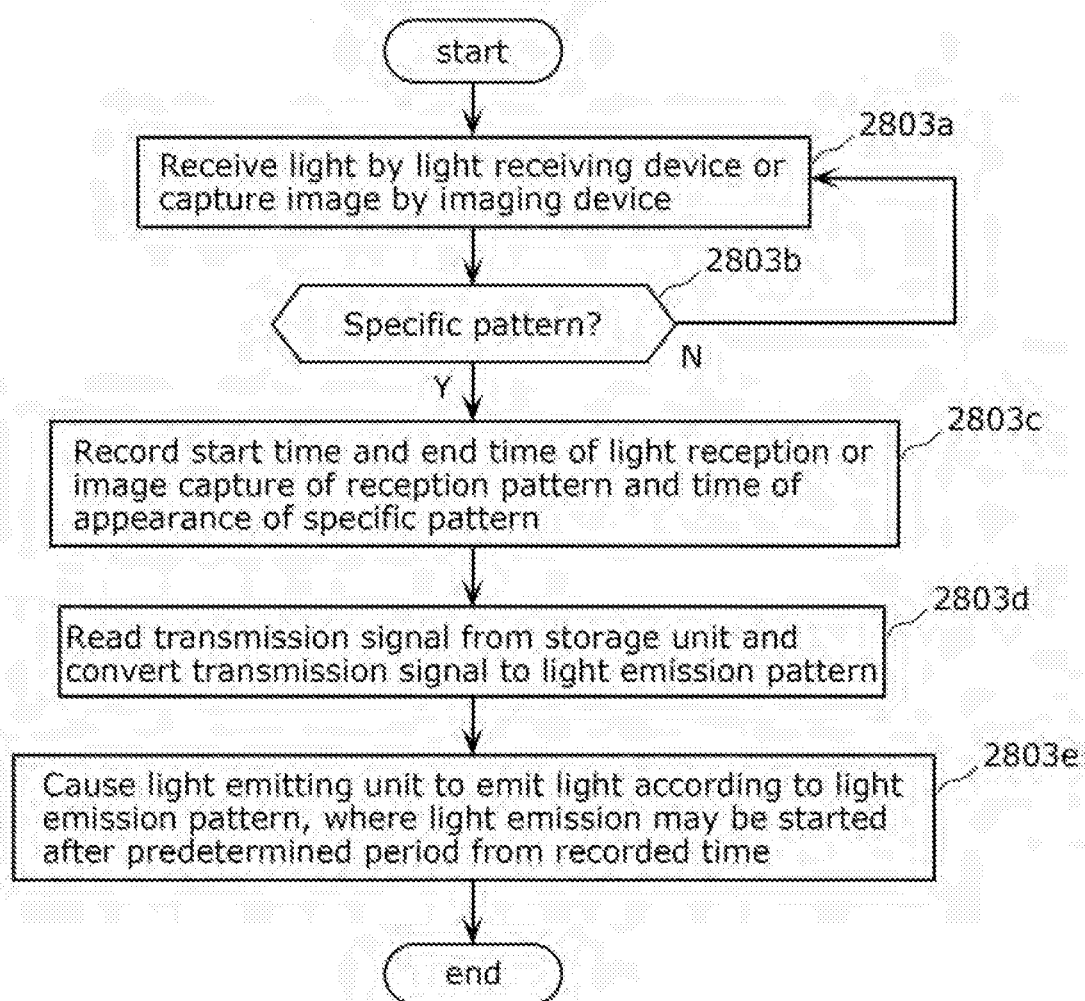 start
2803a
Receive light by light receiving device or
capture image by imaging device
2803b
Specific pattern?
N
Y
2803c
Record start time and end time of light reception or
image capture of reception pattern and time of
appearance of specific pattern
2803d
Read transmission signal from storage unit and
convert transmission signal to light emission pattern
2803e
Cause light emitting unit to emit light according to light
emission pattern, where light emission may be started
after predetermined period from recorded time
end